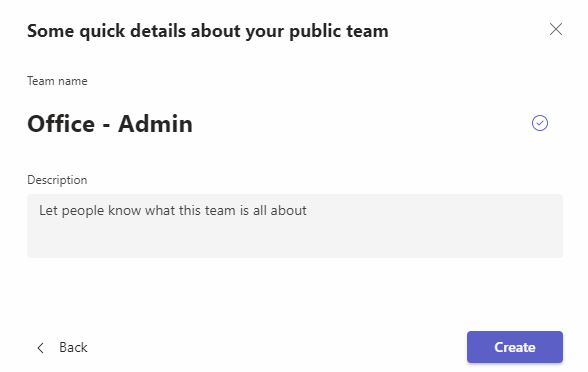 Some quick details about your public team
Team name
Office - Admin
Description
Let people know what this team is all about
Back
Create